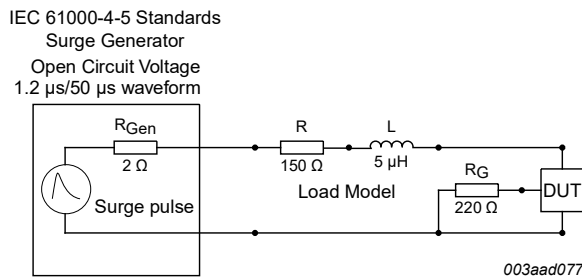 IEC 61000-4-5 Standards
Surge Generator
Open Circuit Voltage
1.2 μs/50 μs waveform
RGen
2 Ω
Surge pulse
R
150 Ω
L
5 μH
Load Model
RG
220 Ω
DUT
003aad077